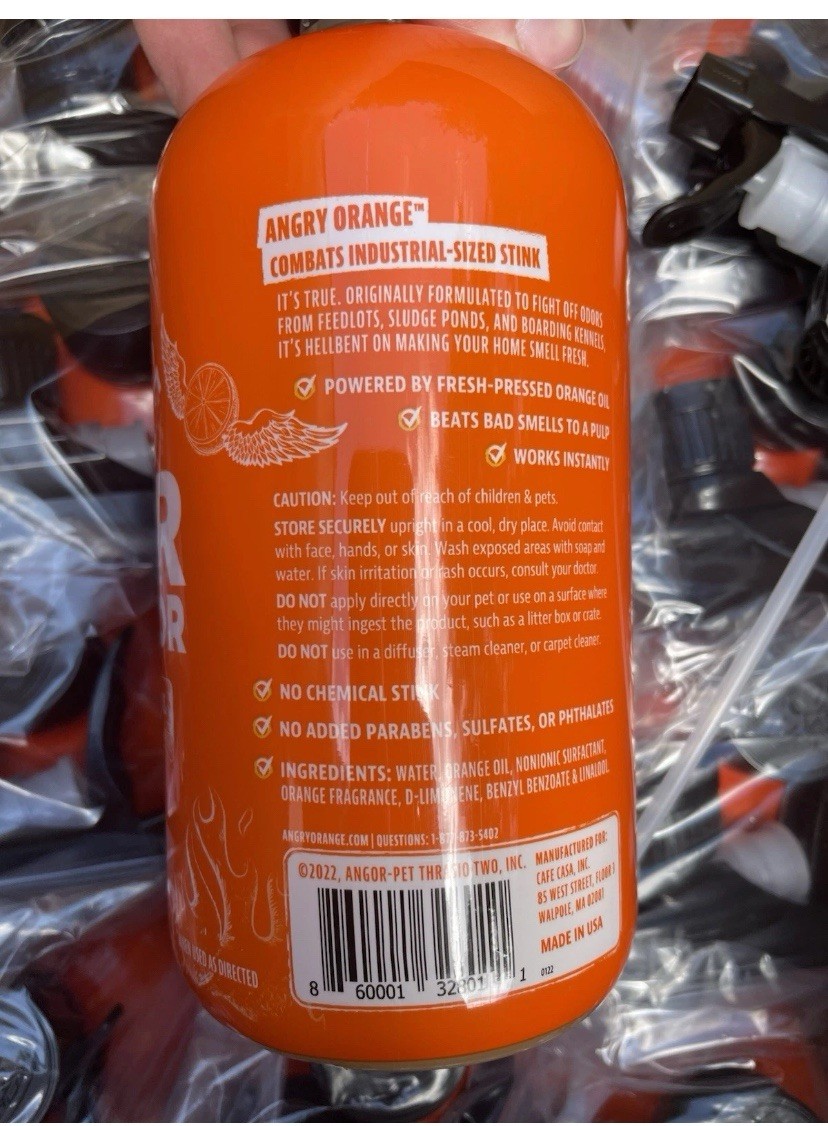 ANGRY ORANGE™
COMBATS INDUSTRIAL-SIZED STINK
IT'S TRUE. ORIGINALLY FORMULATED TO FIGHT OFF ODORS
FROM FEEDLOTS, SLUDGE PONDS, AND BOARDING KENNELS,
IT'S HELLBENT ON MAKING YOUR HOME SMELL FRESH.
POWERED BY FRESH-PRESSED ORANGE OIL
BEATS BAD SMELLS TO A PULP
WORKS INSTANTLY
CAUTION: Keep out of reach of children & pets.
STORE SECURELY upright in a cool, dry place. Avoid contact
with face, hands, or skin. Wash exposed areas with soap and
water. If skin irritation or rash occurs, consult your doctor.
DO NOT apply directly on your pet or use on a surface where
they might ingest the product, such as a litter box or crate.
DO NOT use in a diffuser, steam cleaner, or carpet cleaner.
NO CHEMICAL STINK
NO ADDED PARABENS, SULFATES, OR PHTHALATES
INGREDIENTS: WATER, ORANGE OIL, NONIONIC SURFACTANT,
ORANGE FRAGRANCE, D-LIMONENE, BENZYL BENZOATE & LINALOOL
ANGRYORANGE.COM | QUESTIONS: 1-877-873-5402
©2022, ANGOR-PET THRASIO TWO, INC.
MANUFACTURED FOR:
CAFE CASA, INC.
85 WEST STREET, FLOOR 3
WALPOLE, MA 02081
MADE IN USA
8 60001 32801 1
0122
USED AS DIRECTED